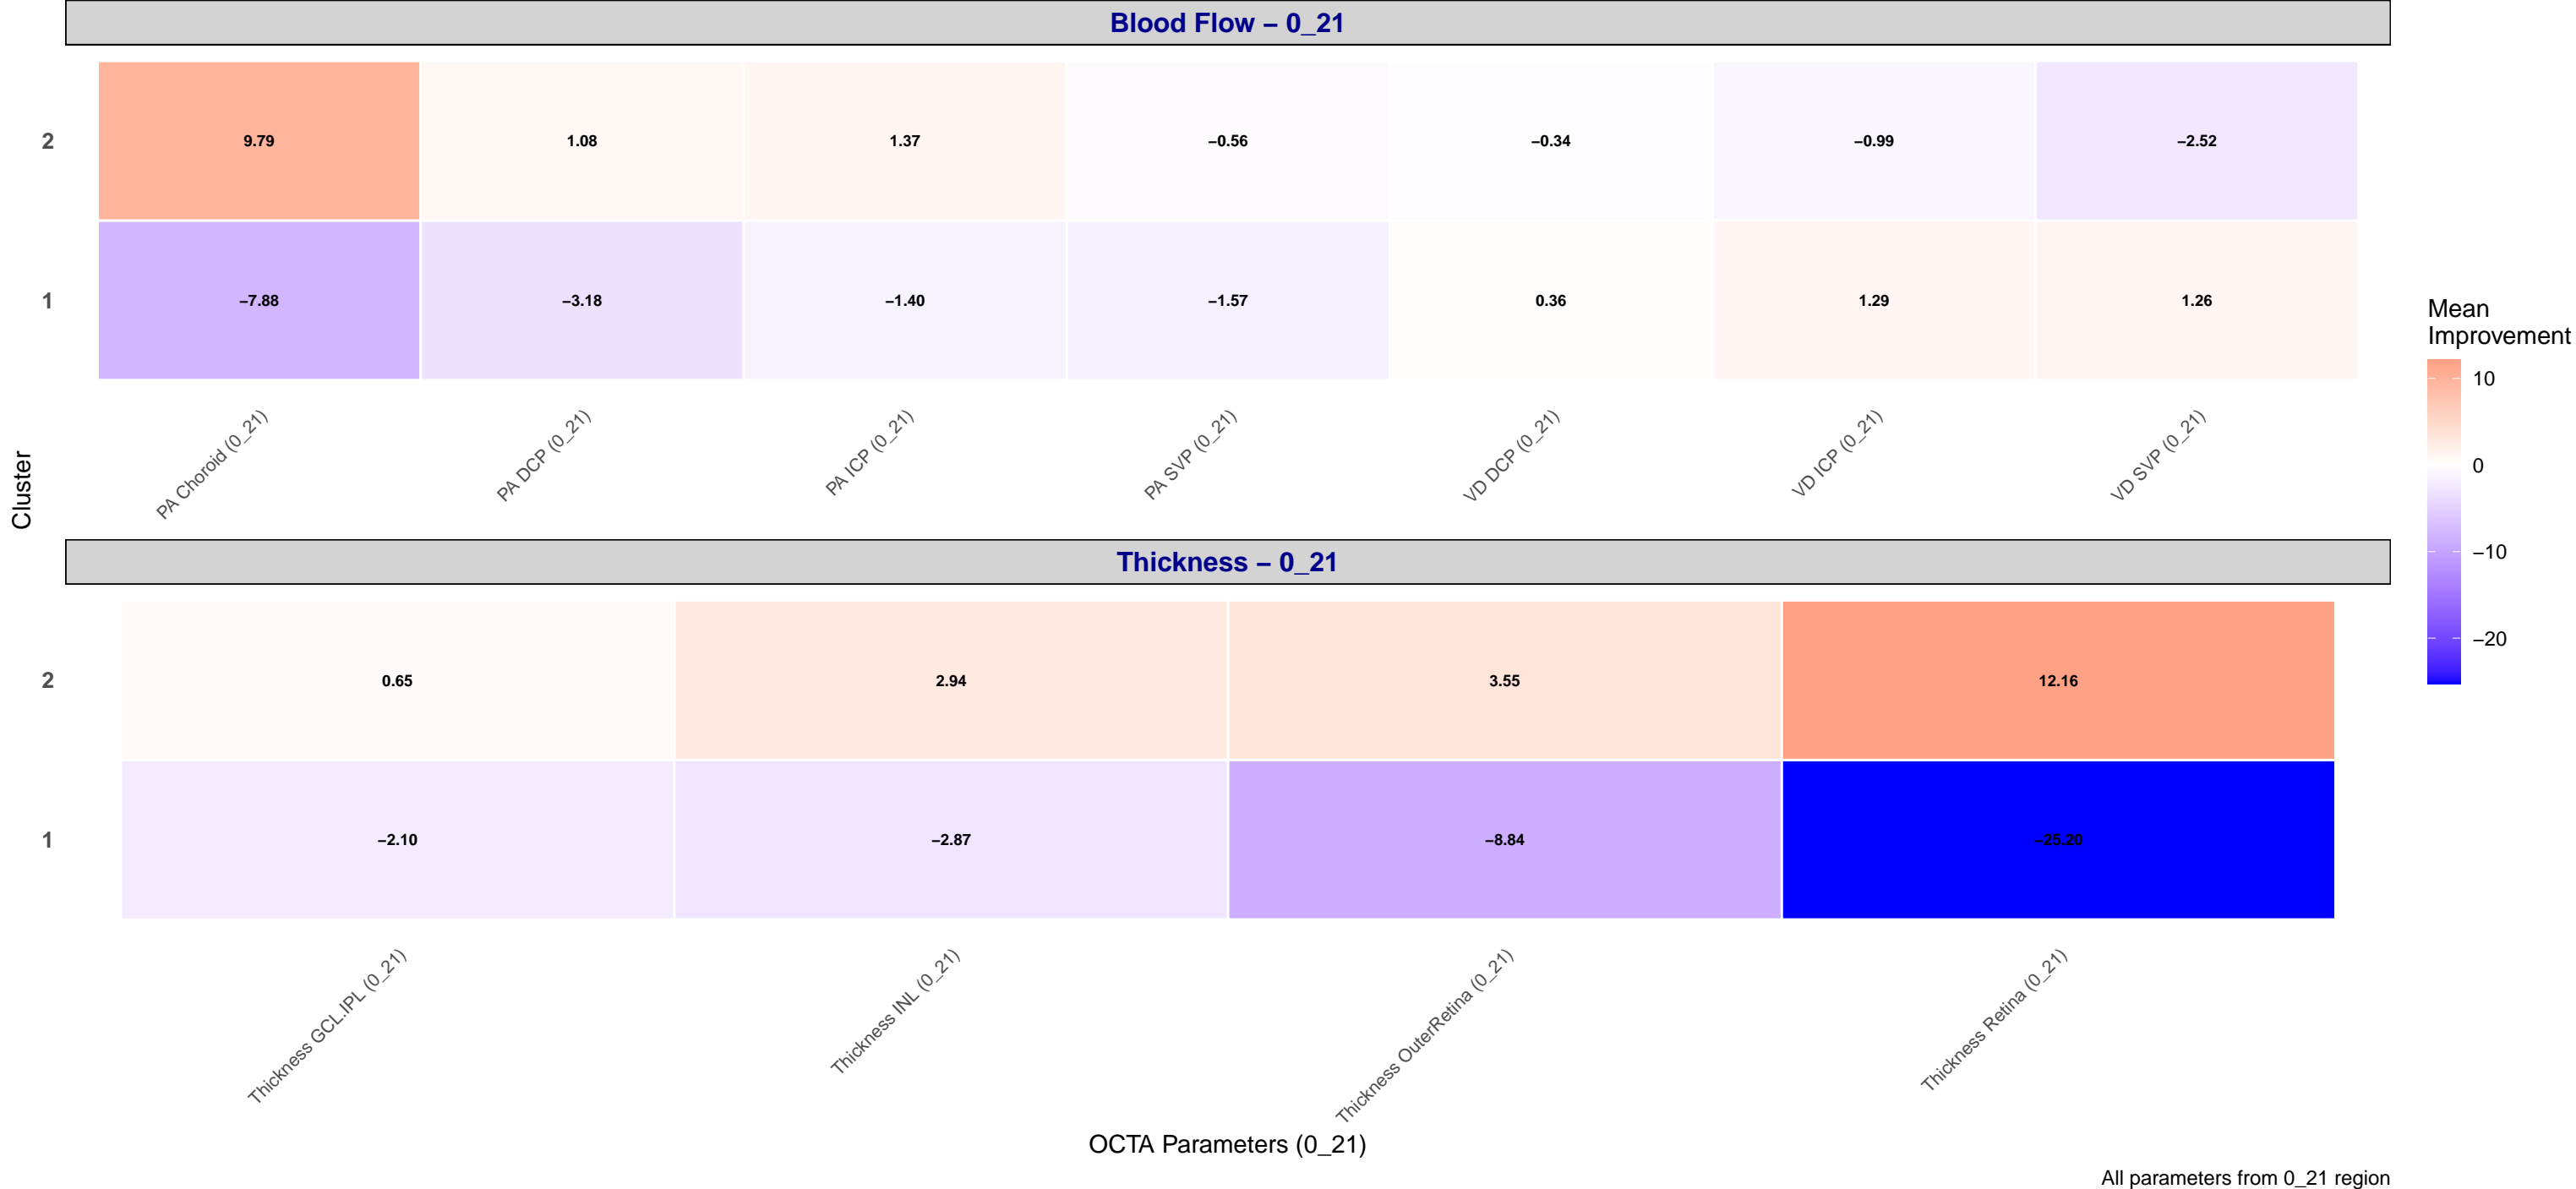 Blood Flow – 0_21
2
9.79
1.08
1.37
−0.56
−0.34
−0.99
−2.52
1
−7.88
−3.18
−1.40
−1.57
0.36
1.29
1.26
PA Choroid (0_21)
PA DCP (0_21)
PA ICP (0_21)
PA SVP (0_21)
VD DCP (0_21)
VD ICP (0_21)
VD SVP (0_21)
Cluster
Thickness – 0_21
2
0.65
2.94
3.55
12.16
1
−2.10
−2.87
−8.84
−25.20
Thickness GCL.IPL (0_21)
Thickness INL (0_21)
Thickness OuterRetina (0_21)
Thickness Retina (0_21)
OCTA Parameters (0_21)
Mean
Improvement
10
0
−10
−20
All parameters from 0_21 region